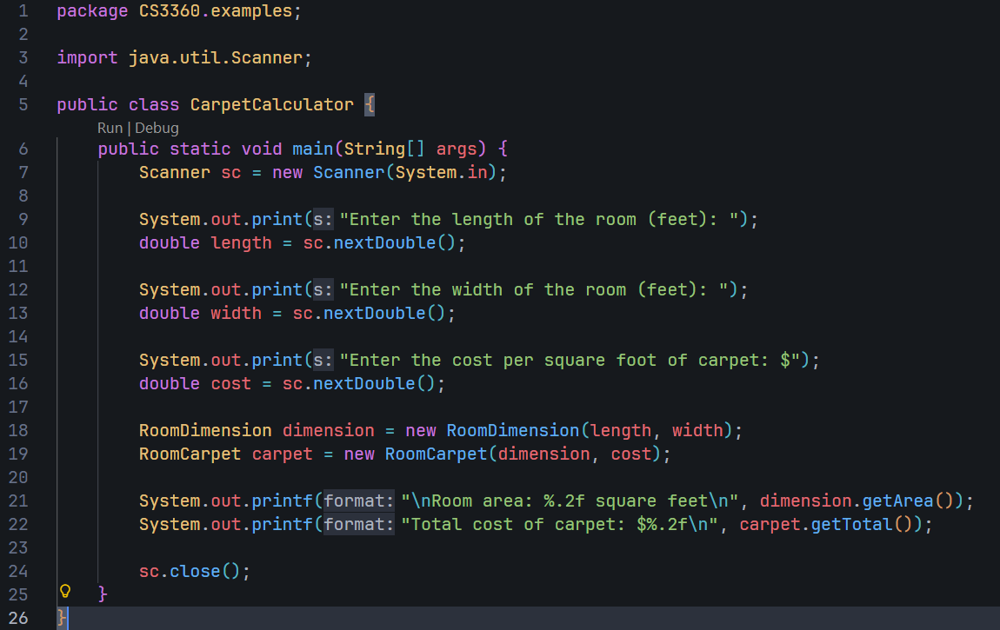 1 package CS3360.examples;
2
3 import java.util.Scanner;
4
5 public class CarpetCalculator {
Run | Debug
6 public static void main(String[] args) {
7 Scanner sc = new Scanner(System.in);
8
9 System.out.print(s:"Enter the length of the room (feet): ");
10 double length = sc.nextDouble();
11
12 System.out.print(s:"Enter the width of the room (feet): ");
13 double width = sc.nextDouble();
14
15 System.out.print(s:"Enter the cost per square foot of carpet: $");
16 double cost = sc.nextDouble();
17
18 RoomDimension dimension = new RoomDimension(length, width);
19 RoomCarpet carpet = new RoomCarpet(dimension, cost);
20
21 System.out.printf(format:"\nRoom area: %.2f square feet\n", dimension.getArea());
22 System.out.printf(format:"Total cost of carpet: $%.2f\n", carpet.getTotal());
23
24 sc.close();
25 }
26 }